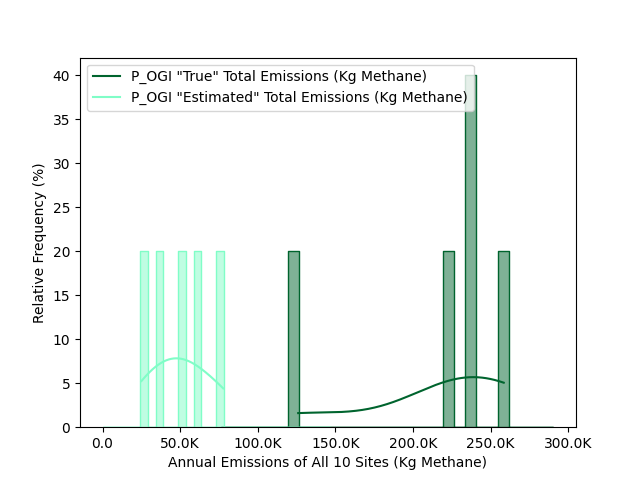 P_OGI "True" Total Emissions (Kg Methane)
P_OGI "Estimated" Total Emissions (Kg Methane)
Relative Frequency (%)
40
35
30
25
20
15
10
5
0
0.0 50.0K 100.0K 150.0K 200.0K 250.0K 300.0K
Annual Emissions of All 10 Sites (Kg Methane)